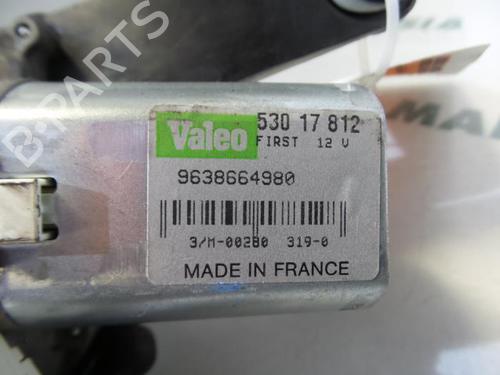 Valeo 530 17 812
FIRST 12 V
9638664980
3/M-00280 319-0
MADE IN FRANCE